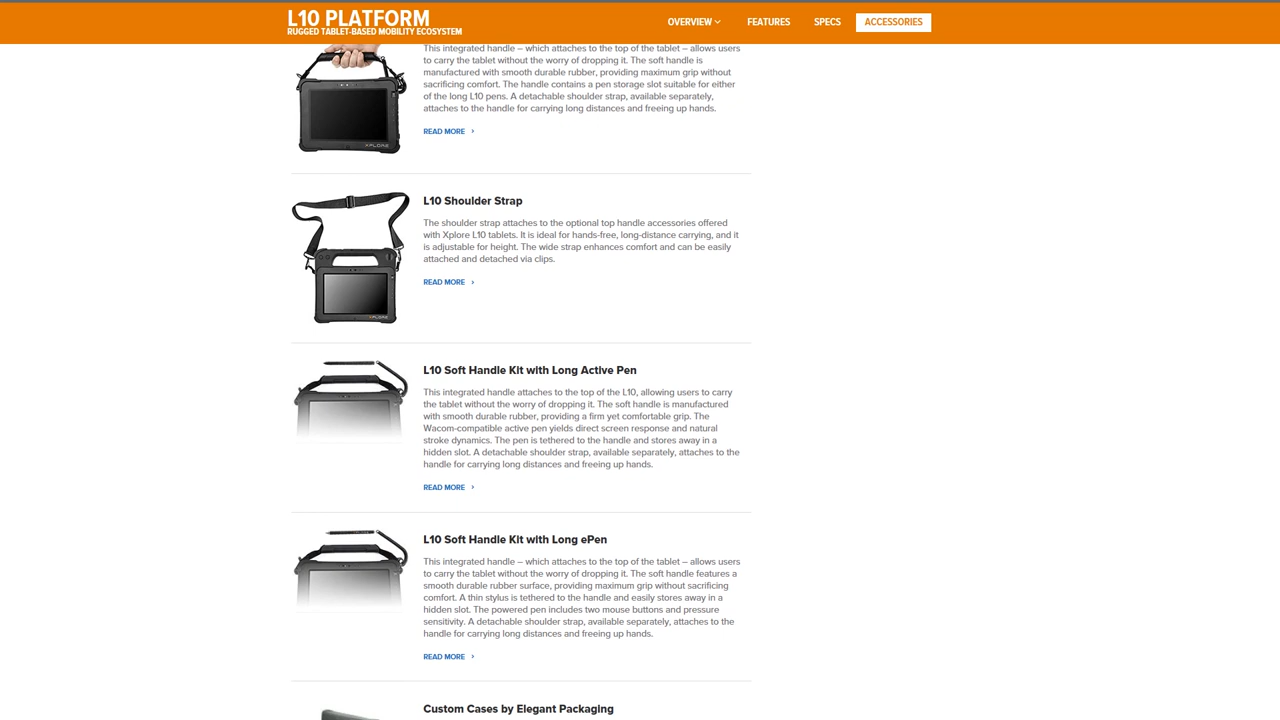 L10 PLATFORM
RUGGED TABLET-BASED MOBILITY ECOSYSTEM
OVERVIEW
FEATURES
SPECS
ACCESSORIES
This integrated handle – which attaches to the top of the tablet – allows users
to carry the tablet without the worry of dropping it. The soft handle is
manufactured with smooth durable rubber, providing maximum grip without
sacrificing comfort. The handle contains a pen storage slot suitable for either
of the long L10 pens. A detachable shoulder strap, available separately,
attaches to the handle for carrying long distances and freeing up hands.
READ MORE ›
XPLORE
L10 Shoulder Strap
The shoulder strap attaches to the optional top handle accessories offered
with Xplore L10 tablets. It is ideal for hands-free, long-distance carrying, and it
is adjustable for height. The wide strap enhances comfort and can be easily
attached and detached via clips.
READ MORE ›
XPLORE
L10 Soft Handle Kit with Long Active Pen
This integrated handle attaches to the top of the L10, allowing users to carry
the tablet without the worry of dropping it. The soft handle is manufactured
with smooth durable rubber, providing a firm yet comfortable grip. The
Wacom-compatible active pen yields direct screen response and natural
stroke dynamics. The pen is tethered to the handle and stores away in a
hidden slot. A detachable shoulder strap, available separately, attaches to the
handle for carrying long distances and freeing up hands.
READ MORE ›
L10 Soft Handle Kit with Long ePen
This integrated handle – which attaches to the top of the tablet – allows users
to carry the tablet without the worry of dropping it. The soft handle features a
smooth durable rubber surface, providing maximum grip without sacrificing
comfort. A thin stylus is tethered to the handle and easily stores away in a
hidden slot. The powered pen includes two mouse buttons and pressure
sensitivity. A detachable shoulder strap, available separately, attaches to the
handle for carrying long distances and freeing up hands.
READ MORE ›
Custom Cases by Elegant Packaging